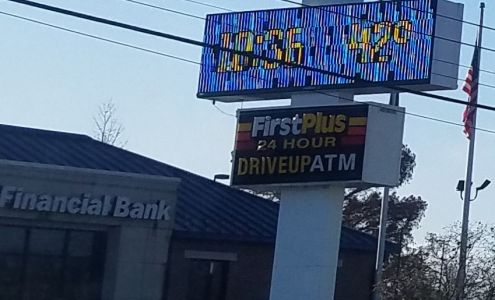 10:36 42°
FirstPlus
24 HOUR
DRIVEUPATM
Financial Bank